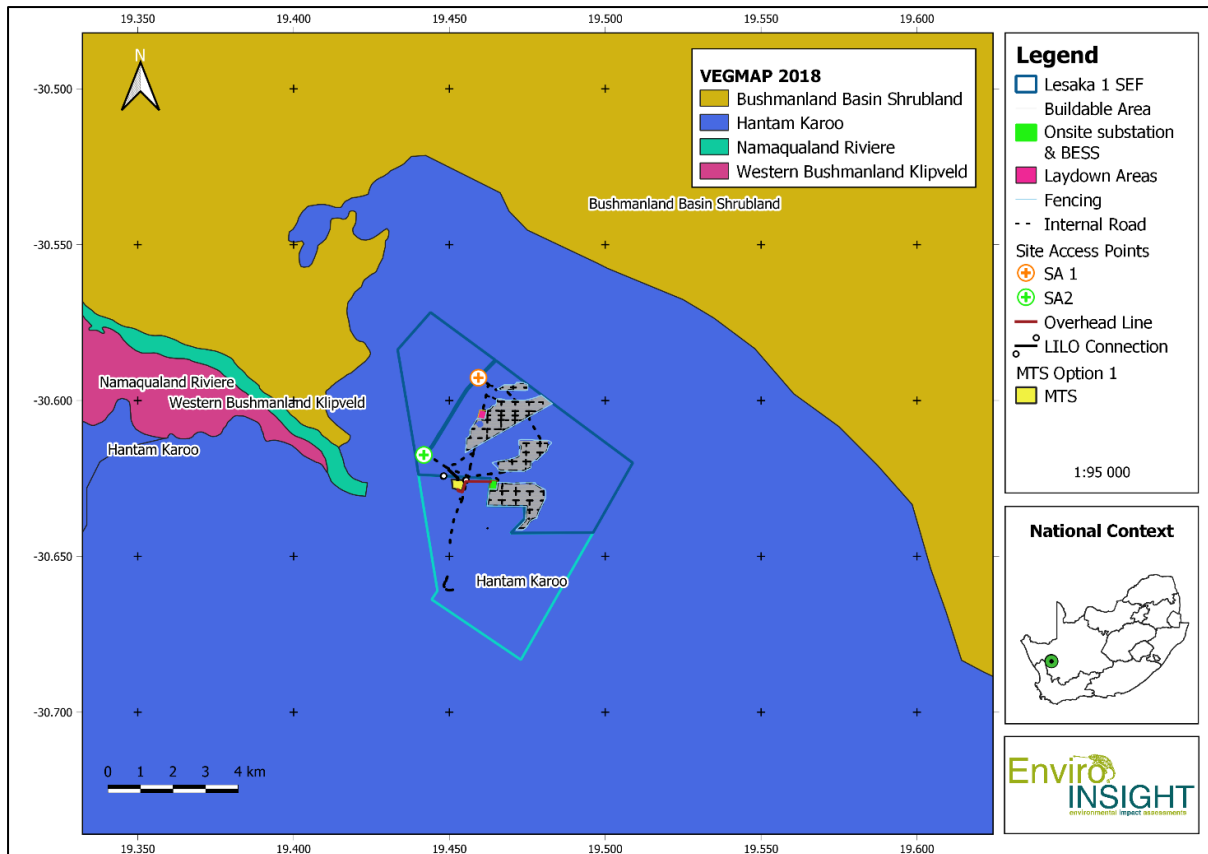 19.350 19.400 19.450 19.500 19.550 19.600
N
-30.500
-30.550
-30.600
-30.650
-30.700
VEGMAP 2018
Bushmanland Basin Shrubland
Hantam Karoo
Namaqualand Riviere
Western Bushmanland Klipveld
Bushmanland Basin Shrubland
Namaqualand Riviere
Western Bushmanland Klipveld
Hantam Karoo
Hantam Karoo
0 1 2 3 4 km
19.350 19.400 19.450 19.500 19.550 19.600
Legend
Lesaka 1 SEF
Buildable Area
Onsite substation
& BESS
Laydown Areas
Fencing
Internal Road
Site Access Points
SA 1
SA2
Overhead Line
LILO Connection
MTS Option 1
MTS
1:95 000
National Context
Enviro
INSIGHT
environmental impact assessments